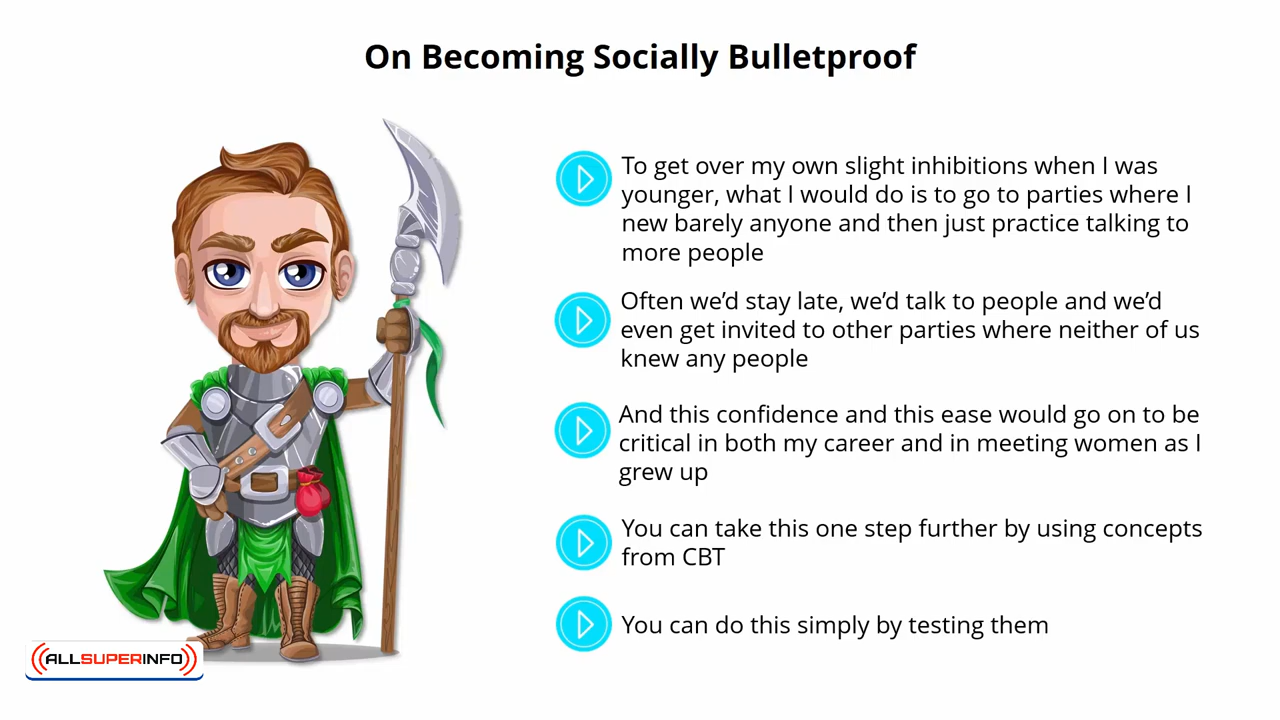 On Becoming Socially Bulletproof
To get over my own slight inhibitions when I was
younger, what I would do is to go to parties where I
new barely anyone and then just practice talking to
more people
Often we’d stay late, we’d talk to people and we’d
even get invited to other parties where neither of us
knew any people
And this confidence and this ease would go on to be
critical in both my career and in meeting women as I
grew up
You can take this one step further by using concepts
from CBT
You can do this simply by testing them
ALLSUPERINFO